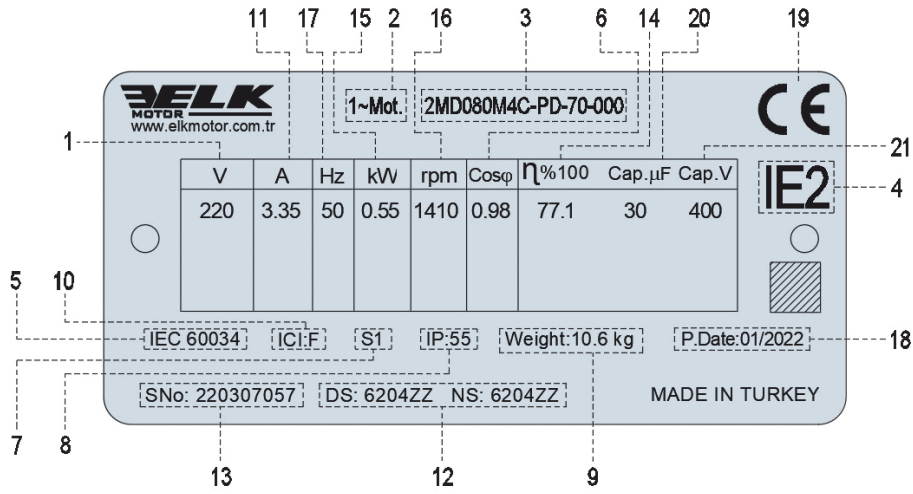 11 17 15 2 16 3 6 14 20 19
ELK
MOTOR
www.elkmotor.com.tr
1~Mot. 2MD080M4C-PD-70-000
CE
1
21
V A Hz kW rpm Cosφ η%100 Cap.µF Cap.V
IE2
4
220 3.35 50 0.55 1410 0.98 77.1 30 400
5 10
IEC 60034 ICI:F S1 IP:55 Weight:10.6 kg P.Date:01/2022
18
SNo: 220307057 DS: 6204ZZ NS: 6204ZZ MADE IN TURKEY
7 8 13 12 9